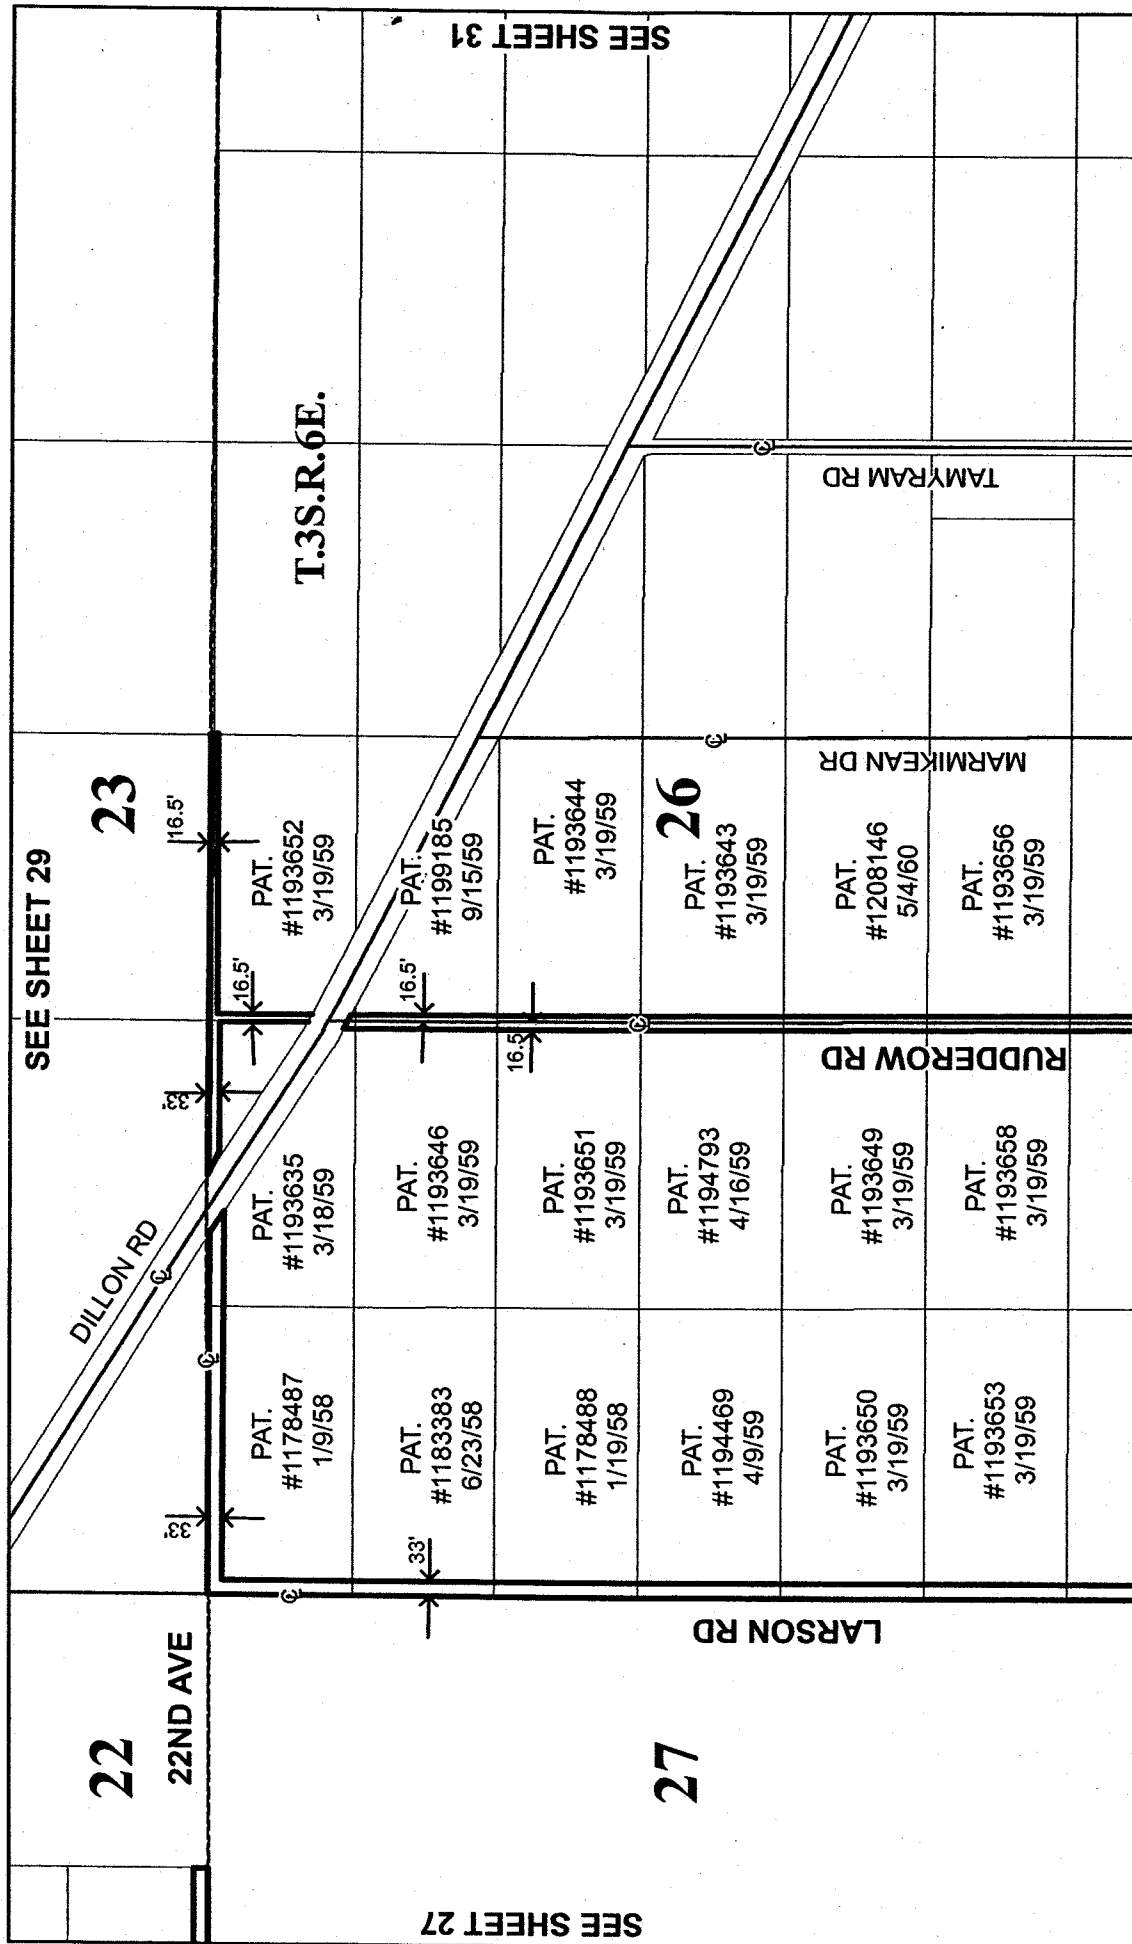 SEE SHEET 29
SEE SHEET 31
SEE SHEET 27
22
23
22ND AVE
DILLON RD
T.3S.R.6E.
33'
33'
16.5'
16.5'
33'
16.5'
16.5'
PAT.
#1178487
1/9/58
PAT.
#1193635
3/18/59
PAT.
#1193652
3/19/59
PAT.
#1183383
6/23/58
PAT.
#1193646
3/19/59
PAT.
#1199185
9/15/59
PAT.
#1178488
1/19/58
PAT.
#1193651
3/19/59
PAT.
#1193644
3/19/59
27
26
PAT.
#1194469
4/9/59
PAT.
#1194793
4/16/59
PAT.
#1193643
3/19/59
PAT.
#1193650
3/19/59
PAT.
#1193649
3/19/59
PAT.
#1208146
5/4/60
PAT.
#1193653
3/19/59
PAT.
#1193658
3/19/59
PAT.
#1193656
3/19/59
LARSON RD
RUDDEROW RD
MARMIKEAN DR
TAMYRAM RD